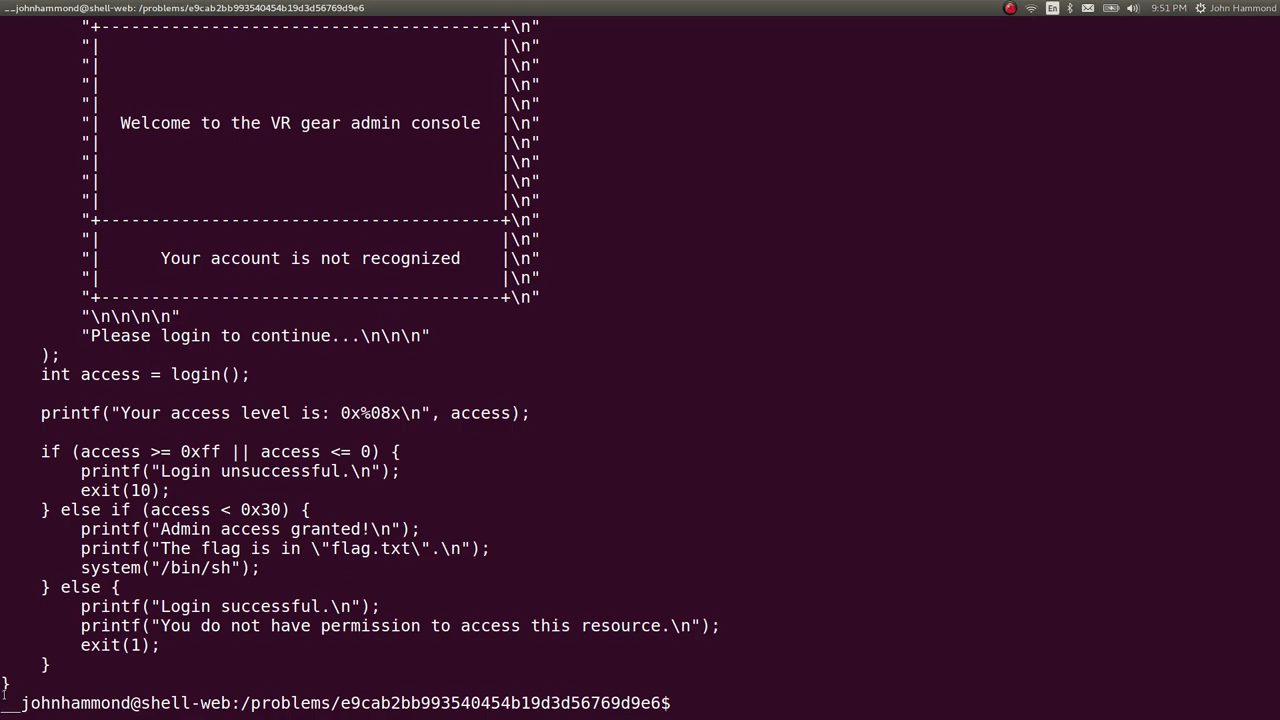 __johnhammond@shell-web: /problems/e9cab2bb993540454b19d3d56769d9e6
En
9:51 PM
John Hammond
"+----------------------------------------+\n"
"|                                        |\n"
"|                                        |\n"
"|                                        |\n"
"|                                        |\n"
"|  Welcome to the VR gear admin console  |\n"
"|                                        |\n"
"|                                        |\n"
"|                                        |\n"
"|                                        |\n"
"+----------------------------------------+\n"
"|                                        |\n"
"|      Your account is not recognized    |\n"
"|                                        |\n"
"+----------------------------------------+\n"
"\n\n\n\n"
"Please login to continue...\n\n\n"
);
int access = login();
printf("Your access level is: 0x%08x\n", access);
if (access >= 0xff || access <= 0) {
printf("Login unsuccessful.\n");
exit(10);
} else if (access < 0x30) {
printf("Admin access granted!\n");
printf("The flag is in \"flag.txt\".\n");
system("/bin/sh");
} else {
printf("Login successful.\n");
printf("You do not have permission to access this resource.\n");
exit(1);
}
}
__johnhammond@shell-web:/problems/e9cab2bb993540454b19d3d56769d9e6$